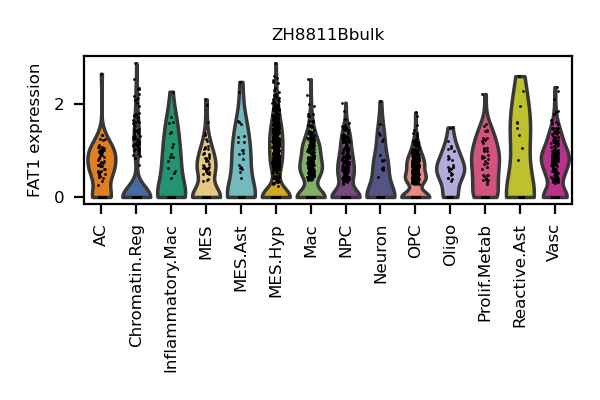 ZH8811Bbulk
FAT1 expression
2
0
AC
Chromatin.Reg
Inflammatory.Mac
MES
MES.Ast
MES.Hyp
Mac
NPC
Neuron
OPC
Oligo
Prolif.Metab
Reactive.Ast
Vasc